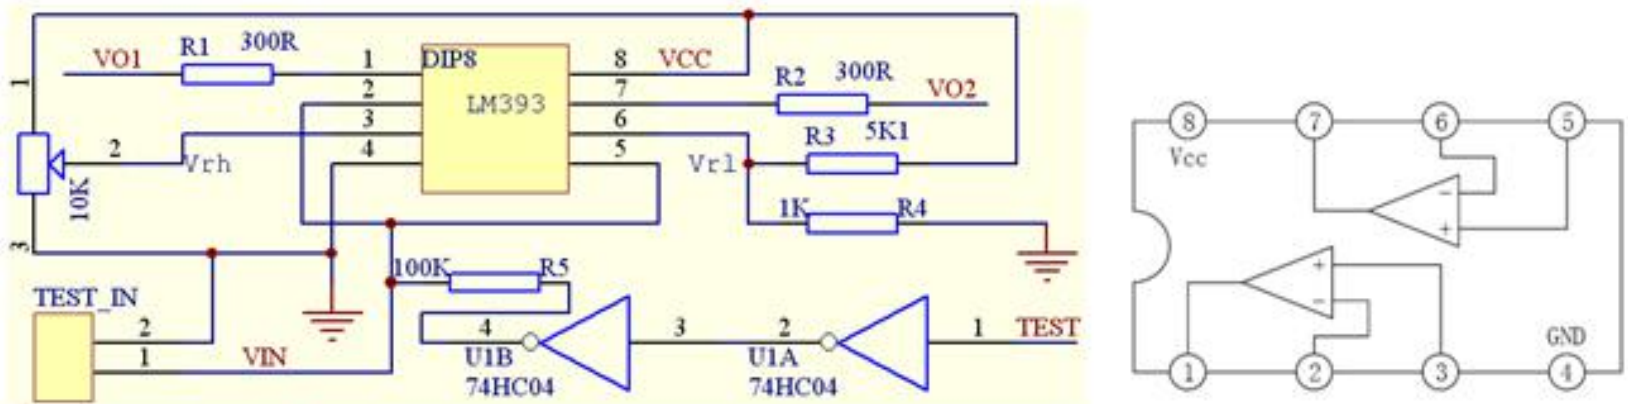 R1 300R
VO1
1
DIP8
8 VCC
1
2
LM393
7
R2 300R
VO2
3
6
R3 5K1
2
Vrh
4
5
Vrl
10K
1K R4
3
100K R5
TEST_IN
2
1
VIN
4
U1B
74HC04
3
2
U1A
74HC04
1
TEST
8
7
6
5
Vcc
-
+
+
-
GND
1
2
3
4